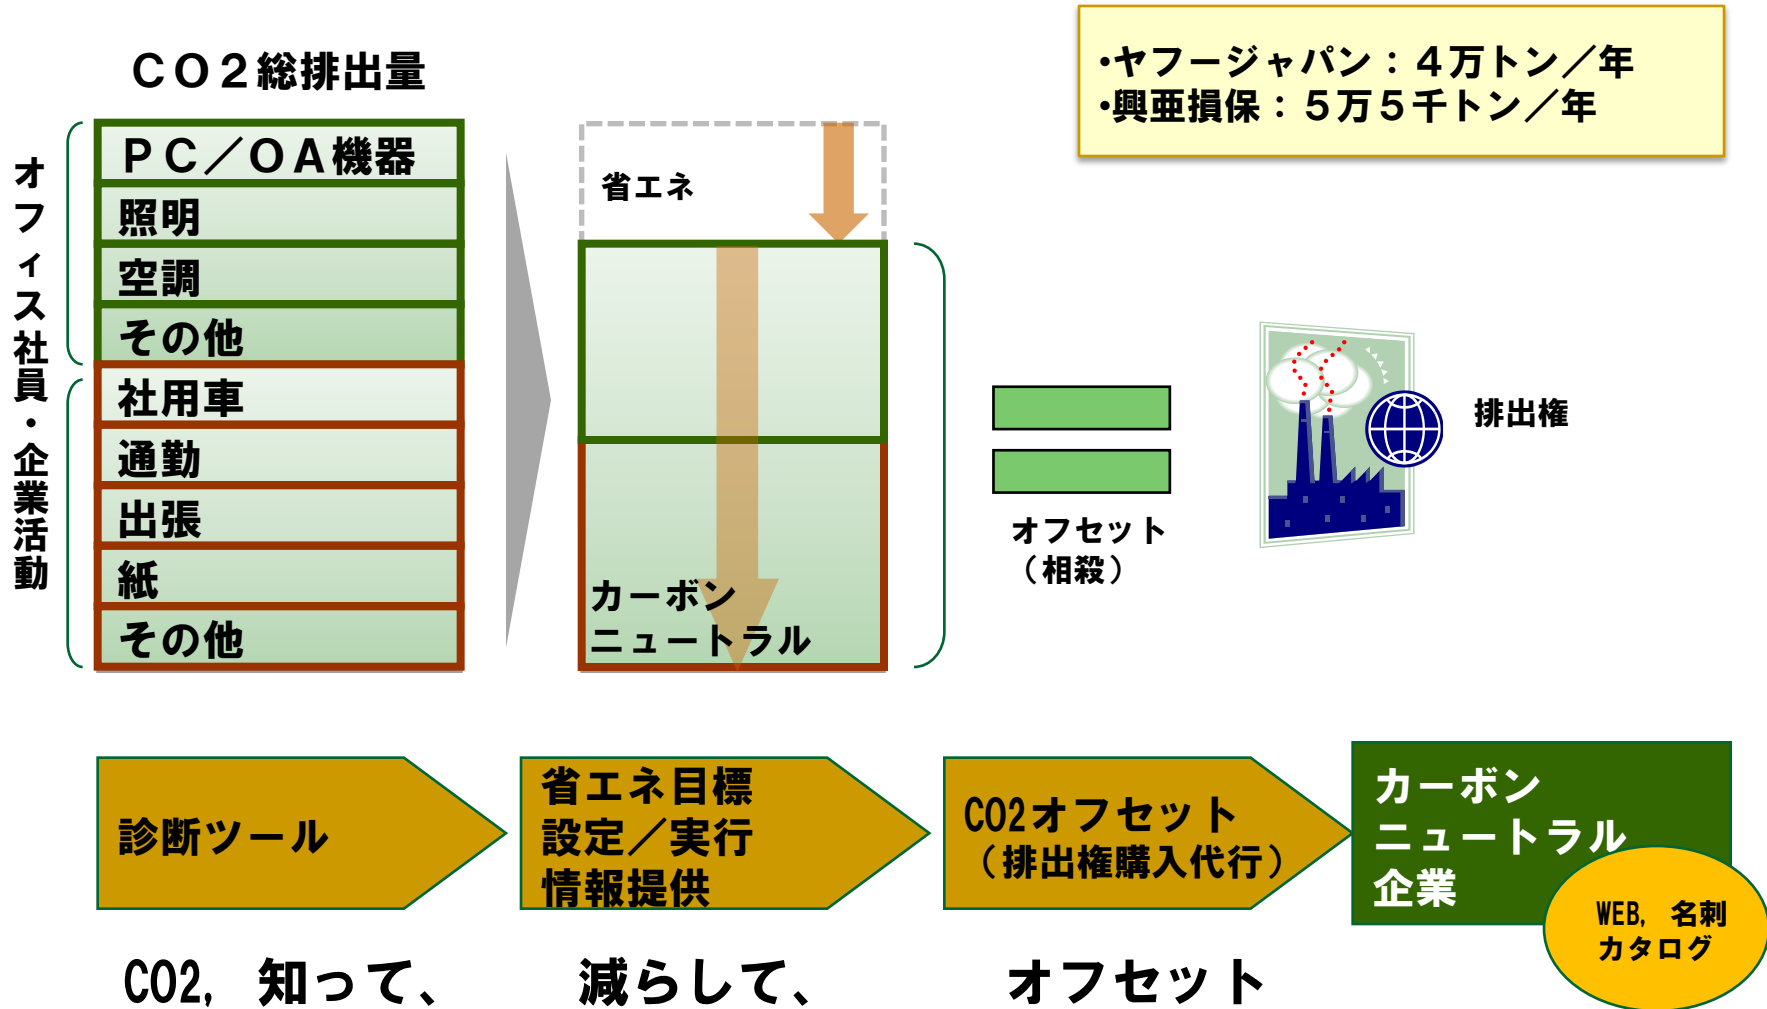 CO2総排出量
・ヤフージャパン：4万トン／年
・興亜損保：5万5千トン／年
オフィス社員・企業活動
PC／OA機器
照明
空調
その他
社用車
通勤
出張
紙
その他
省エネ
カーボン
ニュートラル
オフセット
（相殺）
排出権
診断ツール
省エネ目標
設定／実行
情報提供
CO2オフセット
（排出権購入代行）
カーボン
ニュートラル
企業
WEB, 名刺
カタログ
CO2, 知って、
減らして、
オフセット